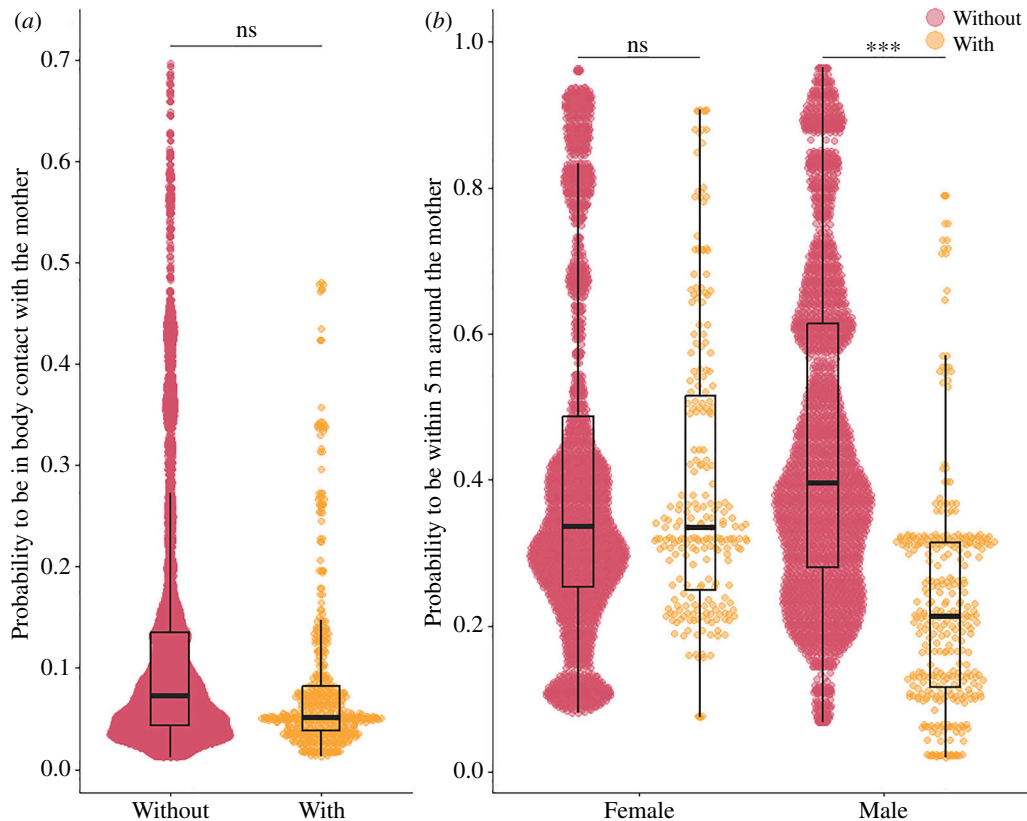 (a)
ns
Probability to be in body contact with the mother
0.7
0.6
0.5
0.4
0.3
0.2
0.1
0.0
Without
With
(b)
Without
With
ns
***
Probability to be within 5 m around the mother
1.0
0.8
0.6
0.4
0.2
0.0
Female
Male